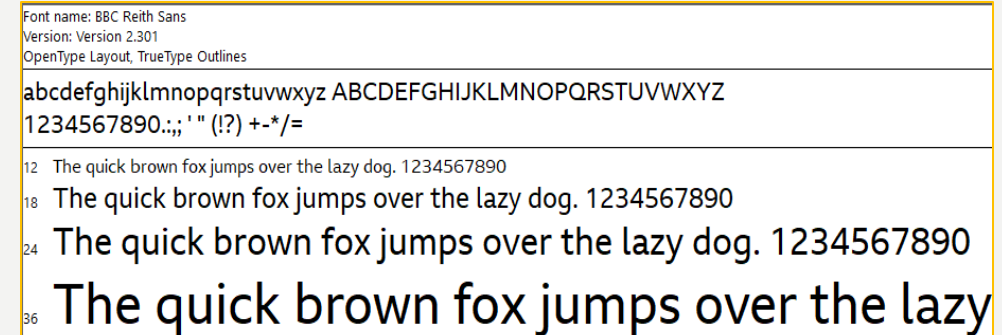 Font name: BBC Reith Sans
Version: Version 2.301
OpenType Layout, TrueType Outlines
abcdefghijklmnopqrstuvwxyz ABCDEFGHIJKLMNOPQRSTUVWXYZ
1234567890.:,; ' " (!?) +-*/=
12 The quick brown fox jumps over the lazy dog. 1234567890
18 The quick brown fox jumps over the lazy dog. 1234567890
24 The quick brown fox jumps over the lazy dog. 1234567890
36 The quick brown fox jumps over the lazy